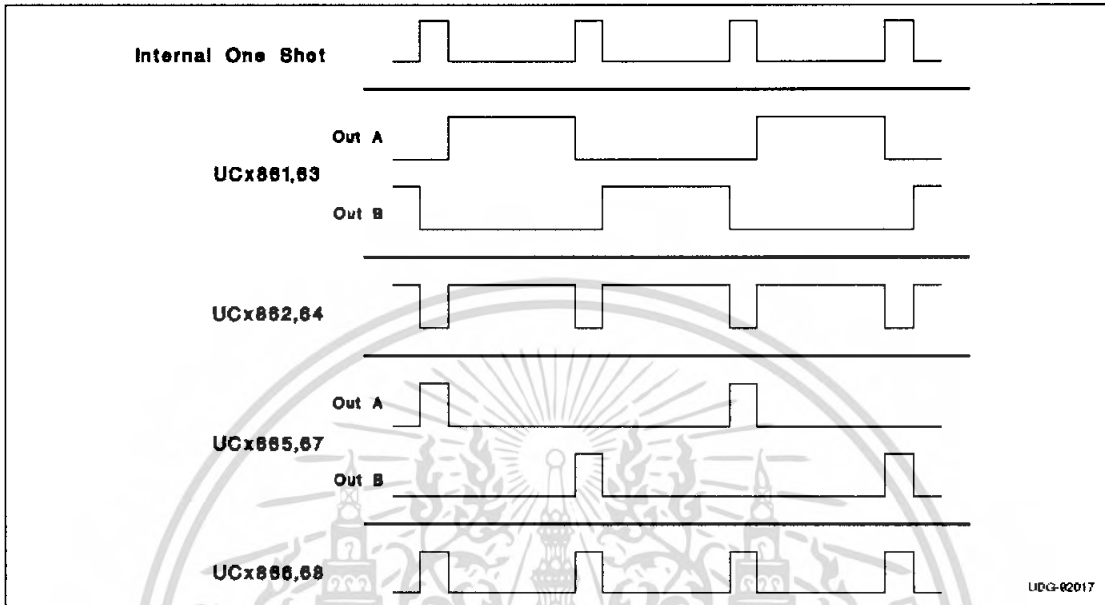 Internal One Shot
Out A
UCx861,63
Out B
UCx862,64
Out A
UCx865,67
Out B
UCx866,68
UDG-92017